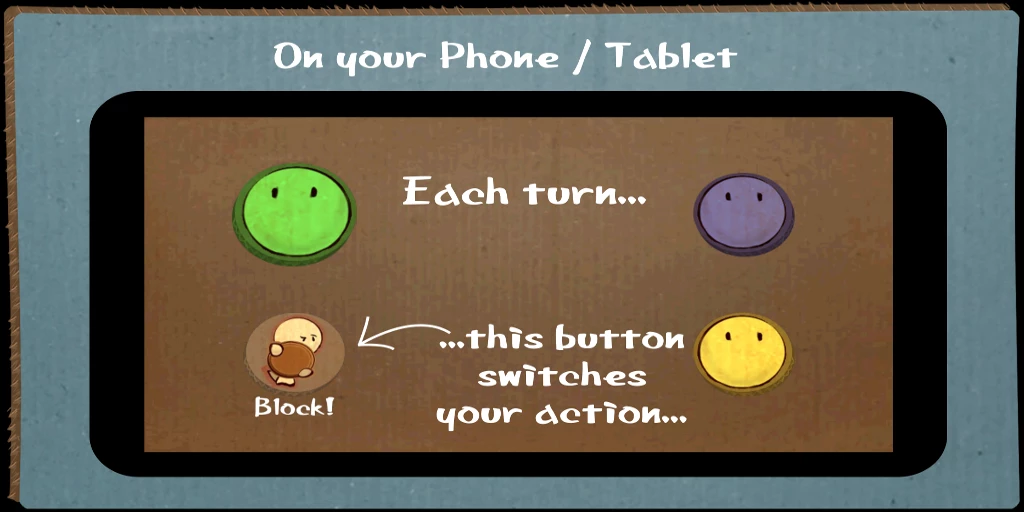 On your Phone / Tablet
Each turn...
...this button
switches
your action...
Block!